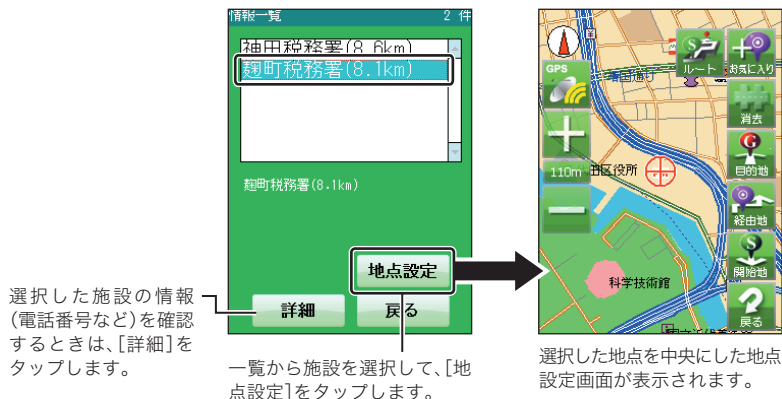 情報一覧 2 件
神田税務署(8.6km)
麹町税務署(8.1km)
麹町税務署(8.1km)
地点設定
詳細
戻る
選択した施設の情報
(電話番号など)を確認
するときは、[詳細]を
タップします。
一覧から施設を選択して、[地
点設定]をタップします。
GPS
110m
ルート
お気に入り
消去
目的地
経由地
開始地
戻る
田区役所
科学技術館
選択した地点を中央にした地点
設定画面が表示されます。